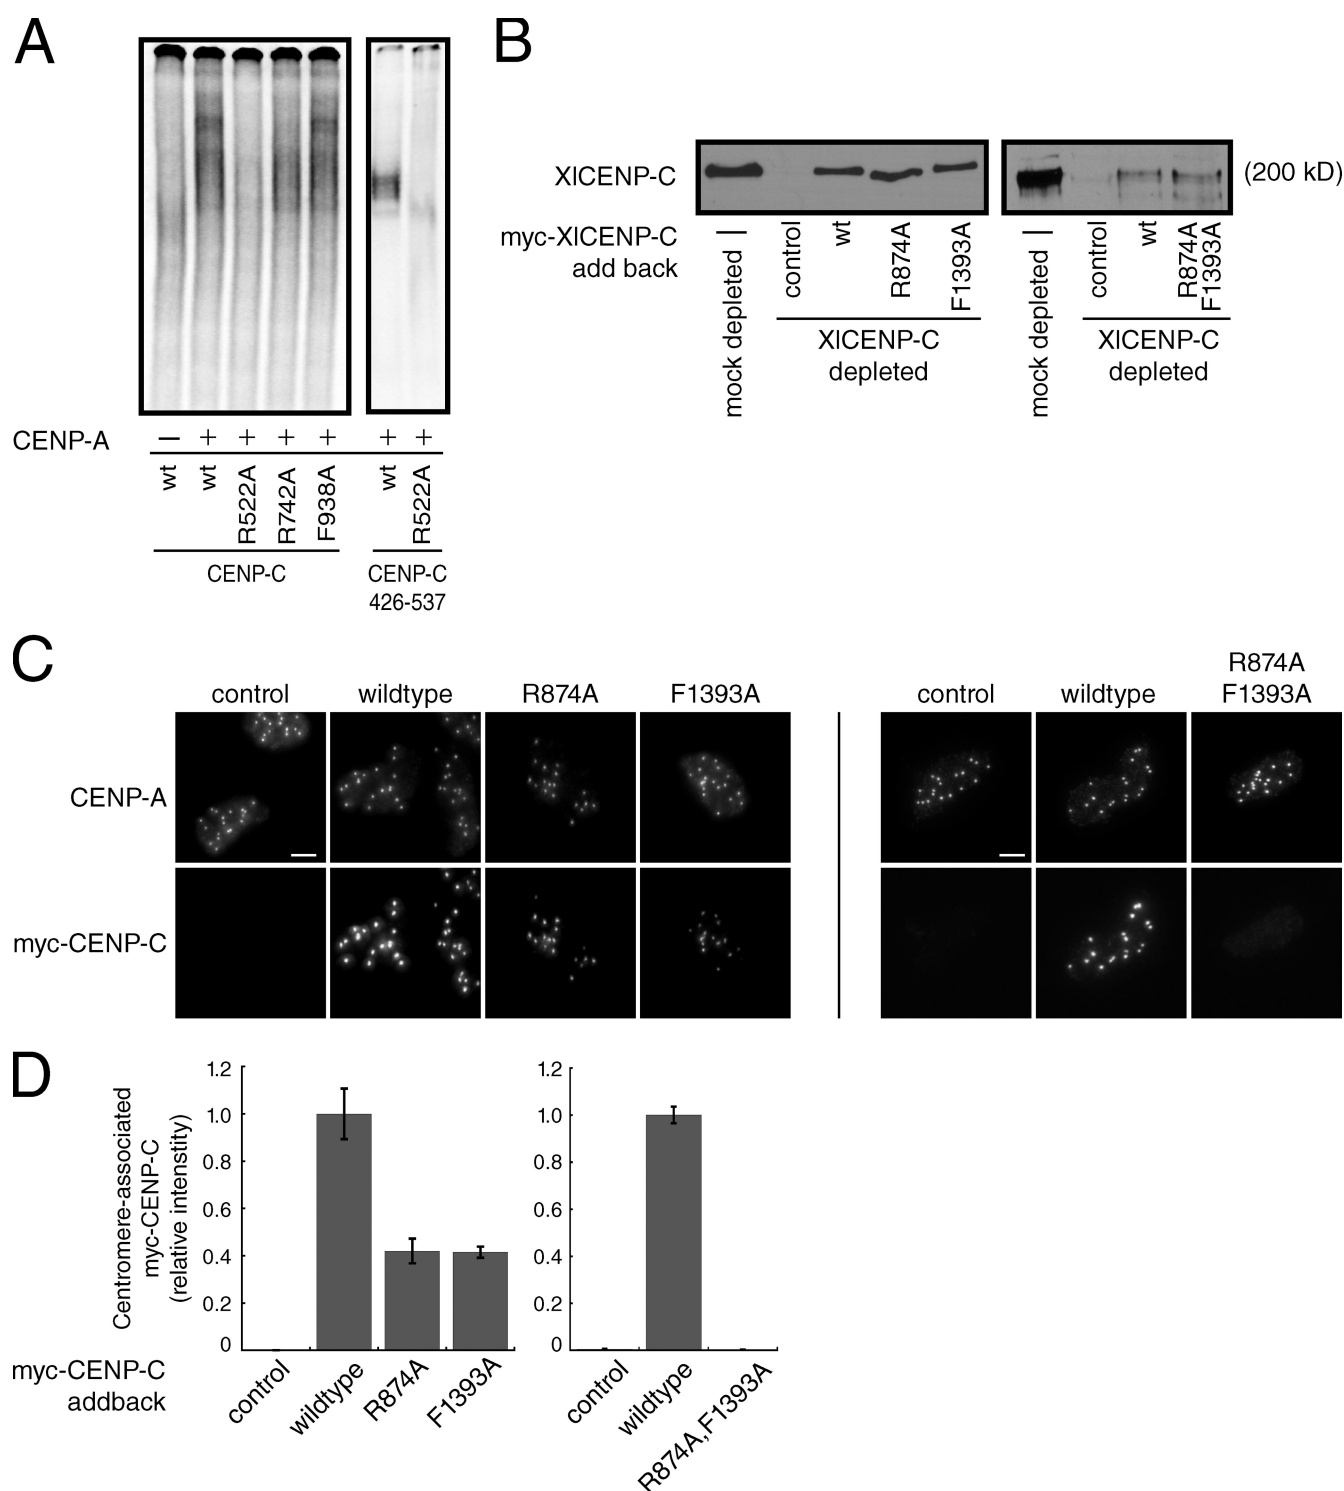 A
CENP-A
–
+
+
+
+
+
+
wt
wt
R522A
R742A
F938A
wt
R522A
CENP-C
CENP-C
426-537
B
XlCENP-C
(200 kD)
myc-XlCENP-C
add back
mock depleted
—
control
wt
R874A
F1393A
XlCENP-C
depleted
mock depleted
—
control
wt
R874A
F1393A
XlCENP-C
depleted
C
control
wildtype
R874A
F1393A
control
wildtype
R874A
F1393A
CENP-A
myc-CENP-C
D
Centromere-associated
myc-CENP-C
(relative intenstity)
1.2
1.0
0.8
0.6
0.4
0.2
0
1.2
1.0
0.8
0.6
0.4
0.2
0
myc-CENP-C
addback
control
wildtype
R874A
F1393A
control
wildtype
R874A,F1393A